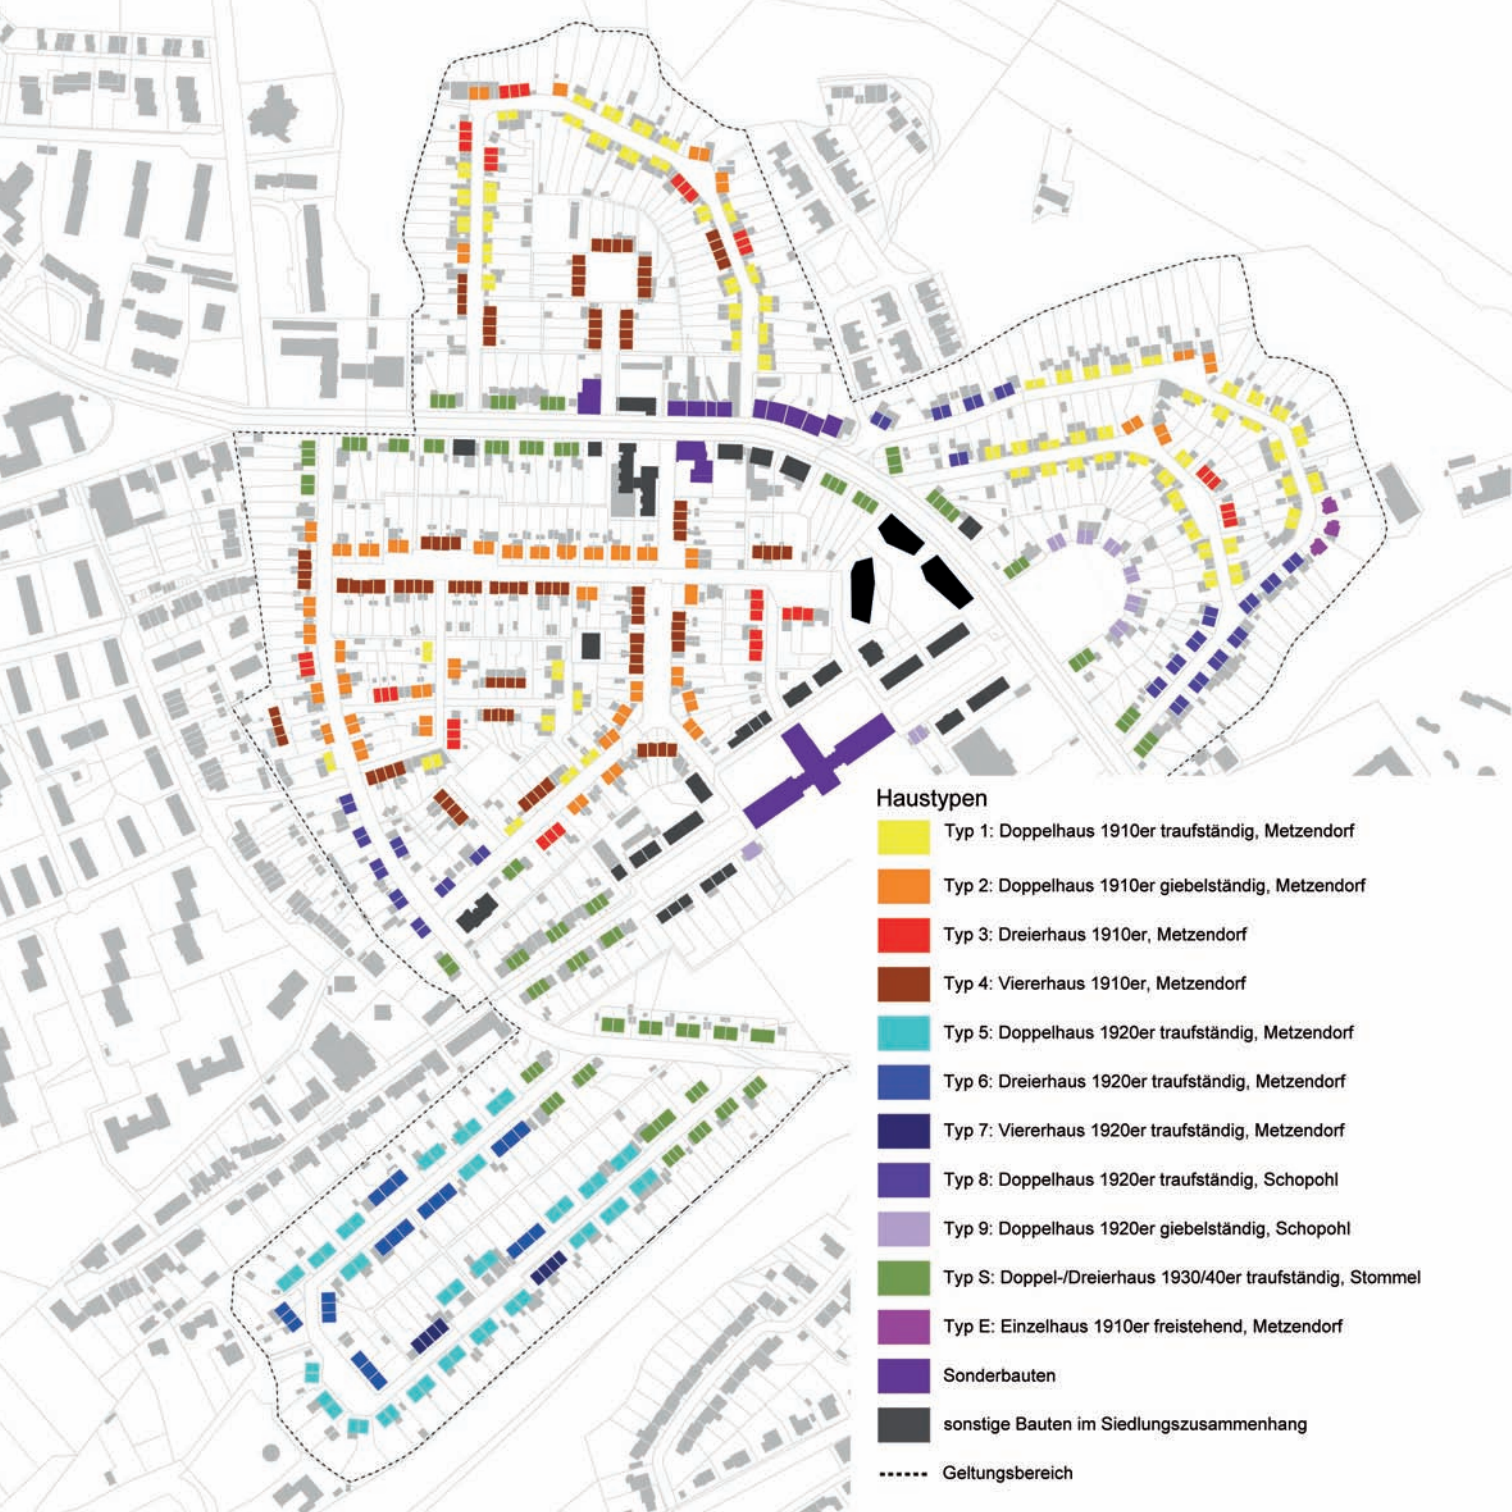 Haustypen
Typ 1: Doppelhaus 1910er traufständig, Metzendorf
Typ 2: Doppelhaus 1910er giebelständig, Metzendorf
Typ 3: Dreierhaus 1910er, Metzendorf
Typ 4: Viererhaus 1910er, Metzendorf
Typ 5: Doppelhaus 1920er traufständig, Metzendorf
Typ 6: Dreierhaus 1920er traufständig, Metzendorf
Typ 7: Viererhaus 1920er traufständig, Metzendorf
Typ 8: Doppelhaus 1920er traufständig, Schopohl
Typ 9: Doppelhaus 1920er giebelständig, Schopohl
Typ S: Doppel-/Dreierhaus 1930/40er traufständig, Stommel
Typ E: Einzelhaus 1910er freistehend, Metzendorf
Sonderbauten
sonstige Bauten im Siedlungszusammenhang
Geltungsbereich